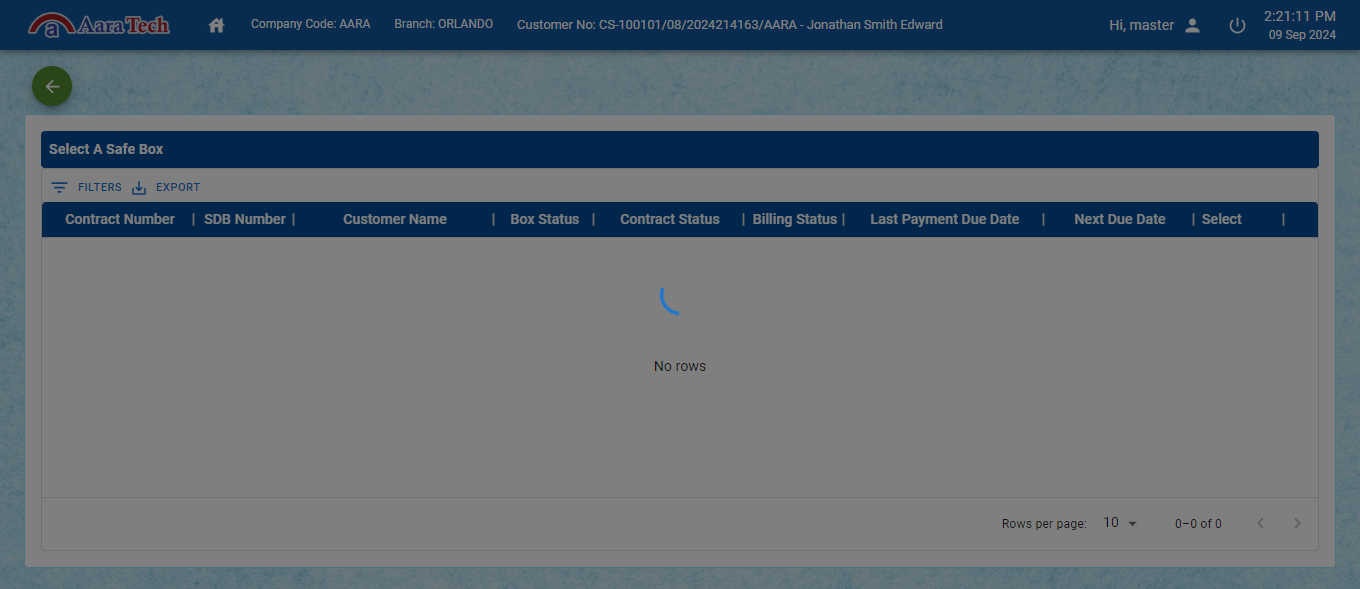 a Aara Tech Company Code: AARA Branch: ORLANDO Customer No: CS-100101/08/2024214163/AARA - Jonathan Smith Edward Hi, master 2:21:11 PM
09 Sep 2024
Select A Safe Box
FILTERS EXPORT
Contract Number | SDB Number | Customer Name | Box Status | Contract Status | Billing Status | Last Payment Due Date | Next Due Date | Select |
No rows
Rows per page: 10 0–0 of 0